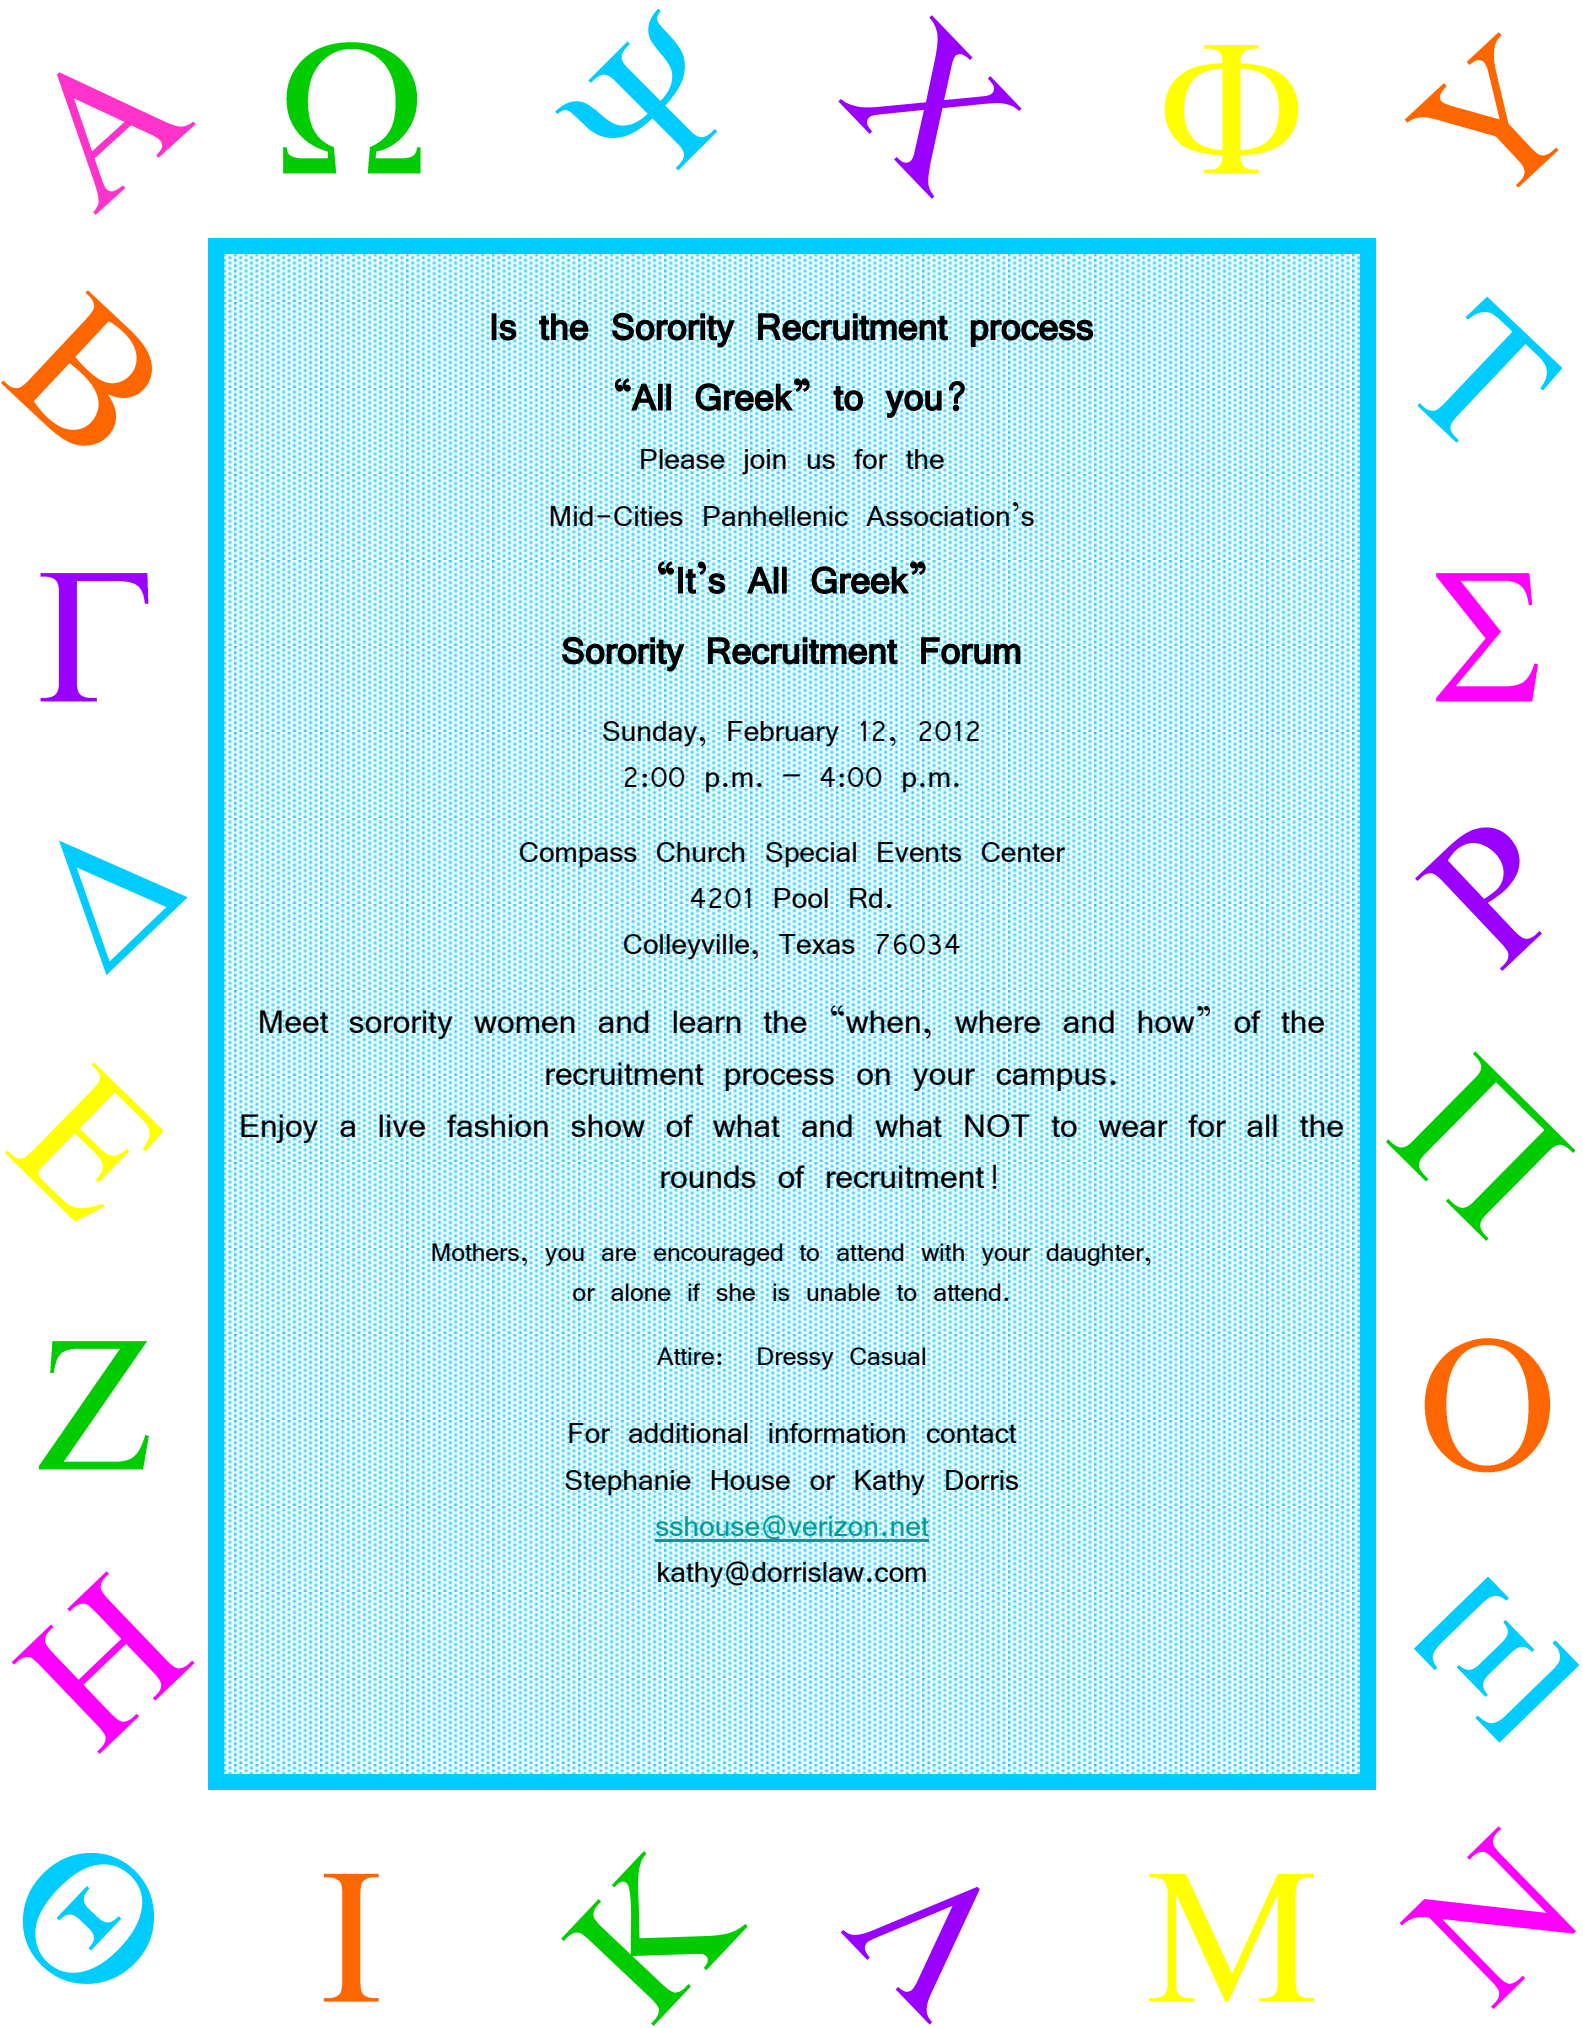 Α Ω Ψ Χ Φ Υ
Is the Sorority Recruitment process
“All Greek” to you?
Please join us for the
Mid-Cities Panhellenic Association’s
“It’s All Greek”
Sorority Recruitment Forum
Sunday, February 12, 2012
2:00 p.m. – 4:00 p.m.
Compass Church Special Events Center
4201 Pool Rd.
Colleyville, Texas 76034
Meet sorority women and learn the “when, where and how” of the
recruitment process on your campus.
Enjoy a live fashion show of what and what NOT to wear for all the
rounds of recruitment!
Mothers, you are encouraged to attend with your daughter,
or alone if she is unable to attend.
Attire: Dressy Casual
For additional information contact
Stephanie House or Kathy Dorris
sshouse@verizon.net
kathy@dorrislaw.com
Β
Γ
Δ
Ε
Ζ
Η
Τ
Σ
Ρ
Π
Ο
Ξ
Θ Ι Κ Λ Μ Ν